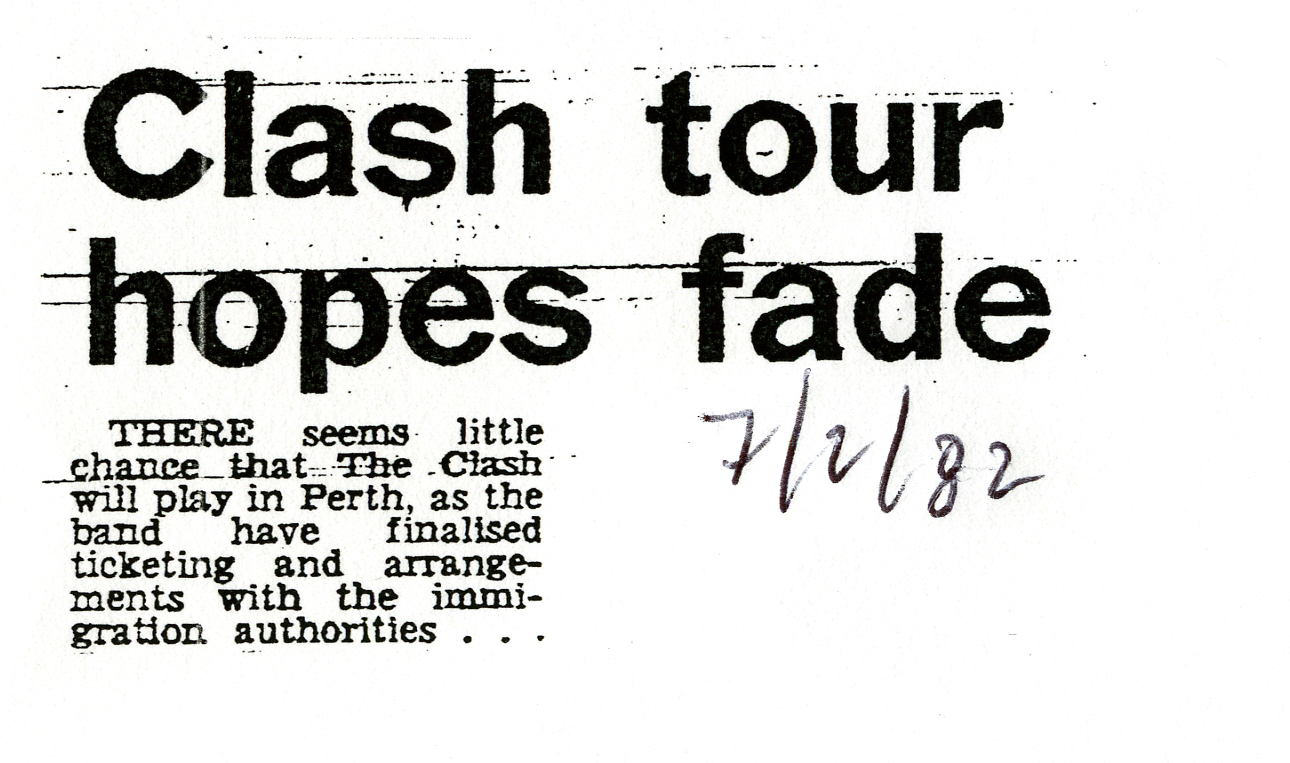 Clash tour
hopes fade
7/2/82
THERE seems little
chance that The Clash
will play in Perth, as the
band have finalised
ticketing and arrange-
ments with the immi-
gration authorities . . .